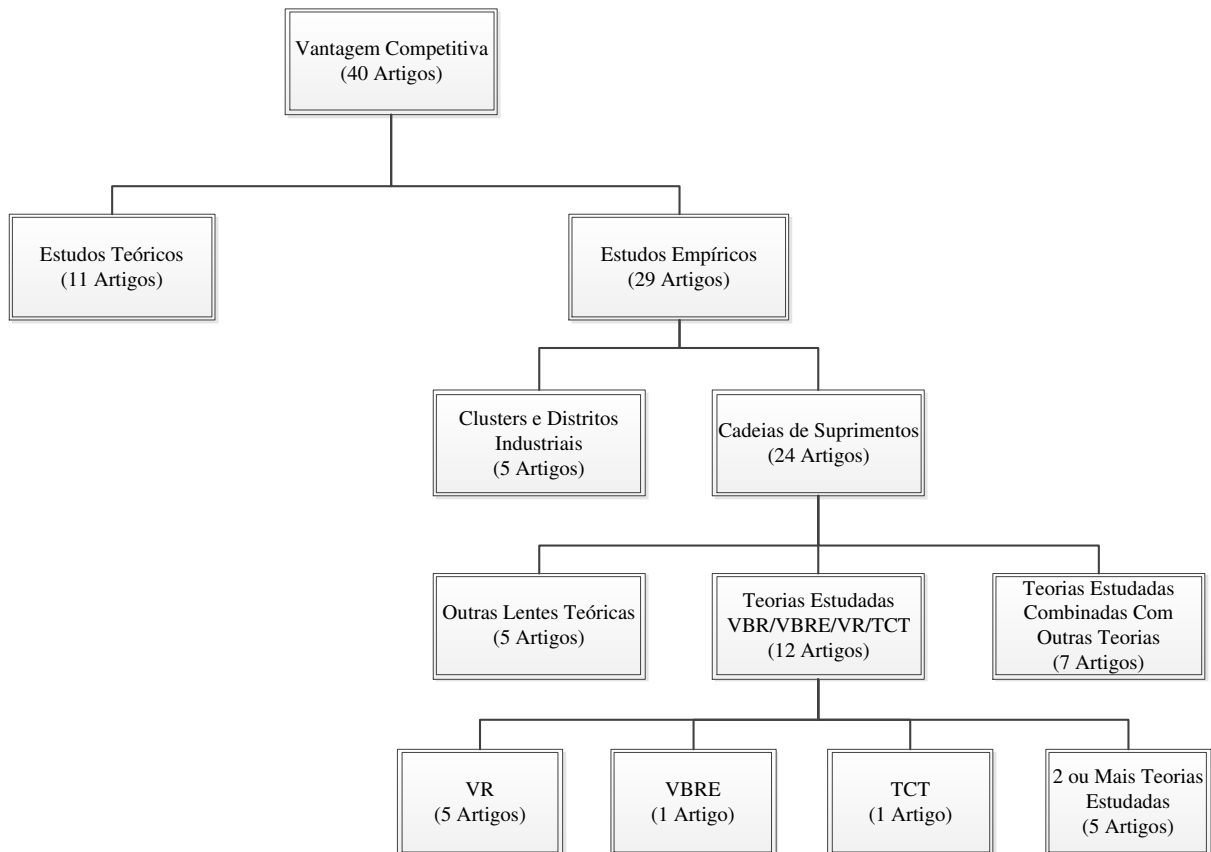 Vantagem Competitiva
(40 Artigos)
Estudos Teóricos
(11 Artigos)
Estudos Empíricos
(29 Artigos)
Clusters e Distritos
Industriais
(5 Artigos)
Cadeias de Suprimentos
(24 Artigos)
Outras Lentes Teóricas
(5 Artigos)
Teorias Estudadas
VBR/VBRE/VR/TCT
(12 Artigos)
Teorias Estudadas
Combinadas Com
Outras Teorias
(7 Artigos)
VR
(5 Artigos)
VBRE
(1 Artigo)
TCT
(1 Artigo)
2 ou Mais Teorias
Estudadas
(5 Artigos)